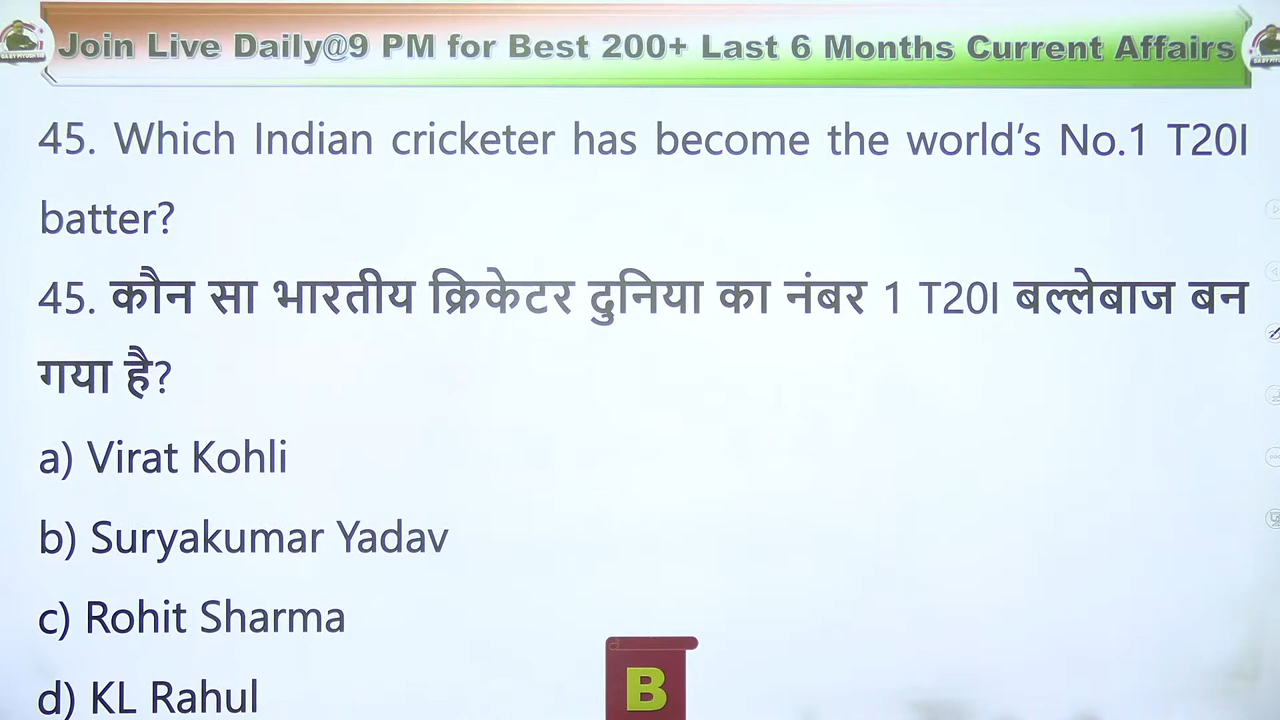 Join Live Daily@9 PM for Best 200+ Last 6 Months Current Affairs
45. Which Indian cricketer has become the world’s No.1 T20I
batter?
45. कौन सा भारतीय क्रिकेटर दुनिया का नंबर 1 T20I बल्लेबाज बन
गया है?
a) Virat Kohli
b) Suryakumar Yadav
c) Rohit Sharma
d) KL Rahul
B